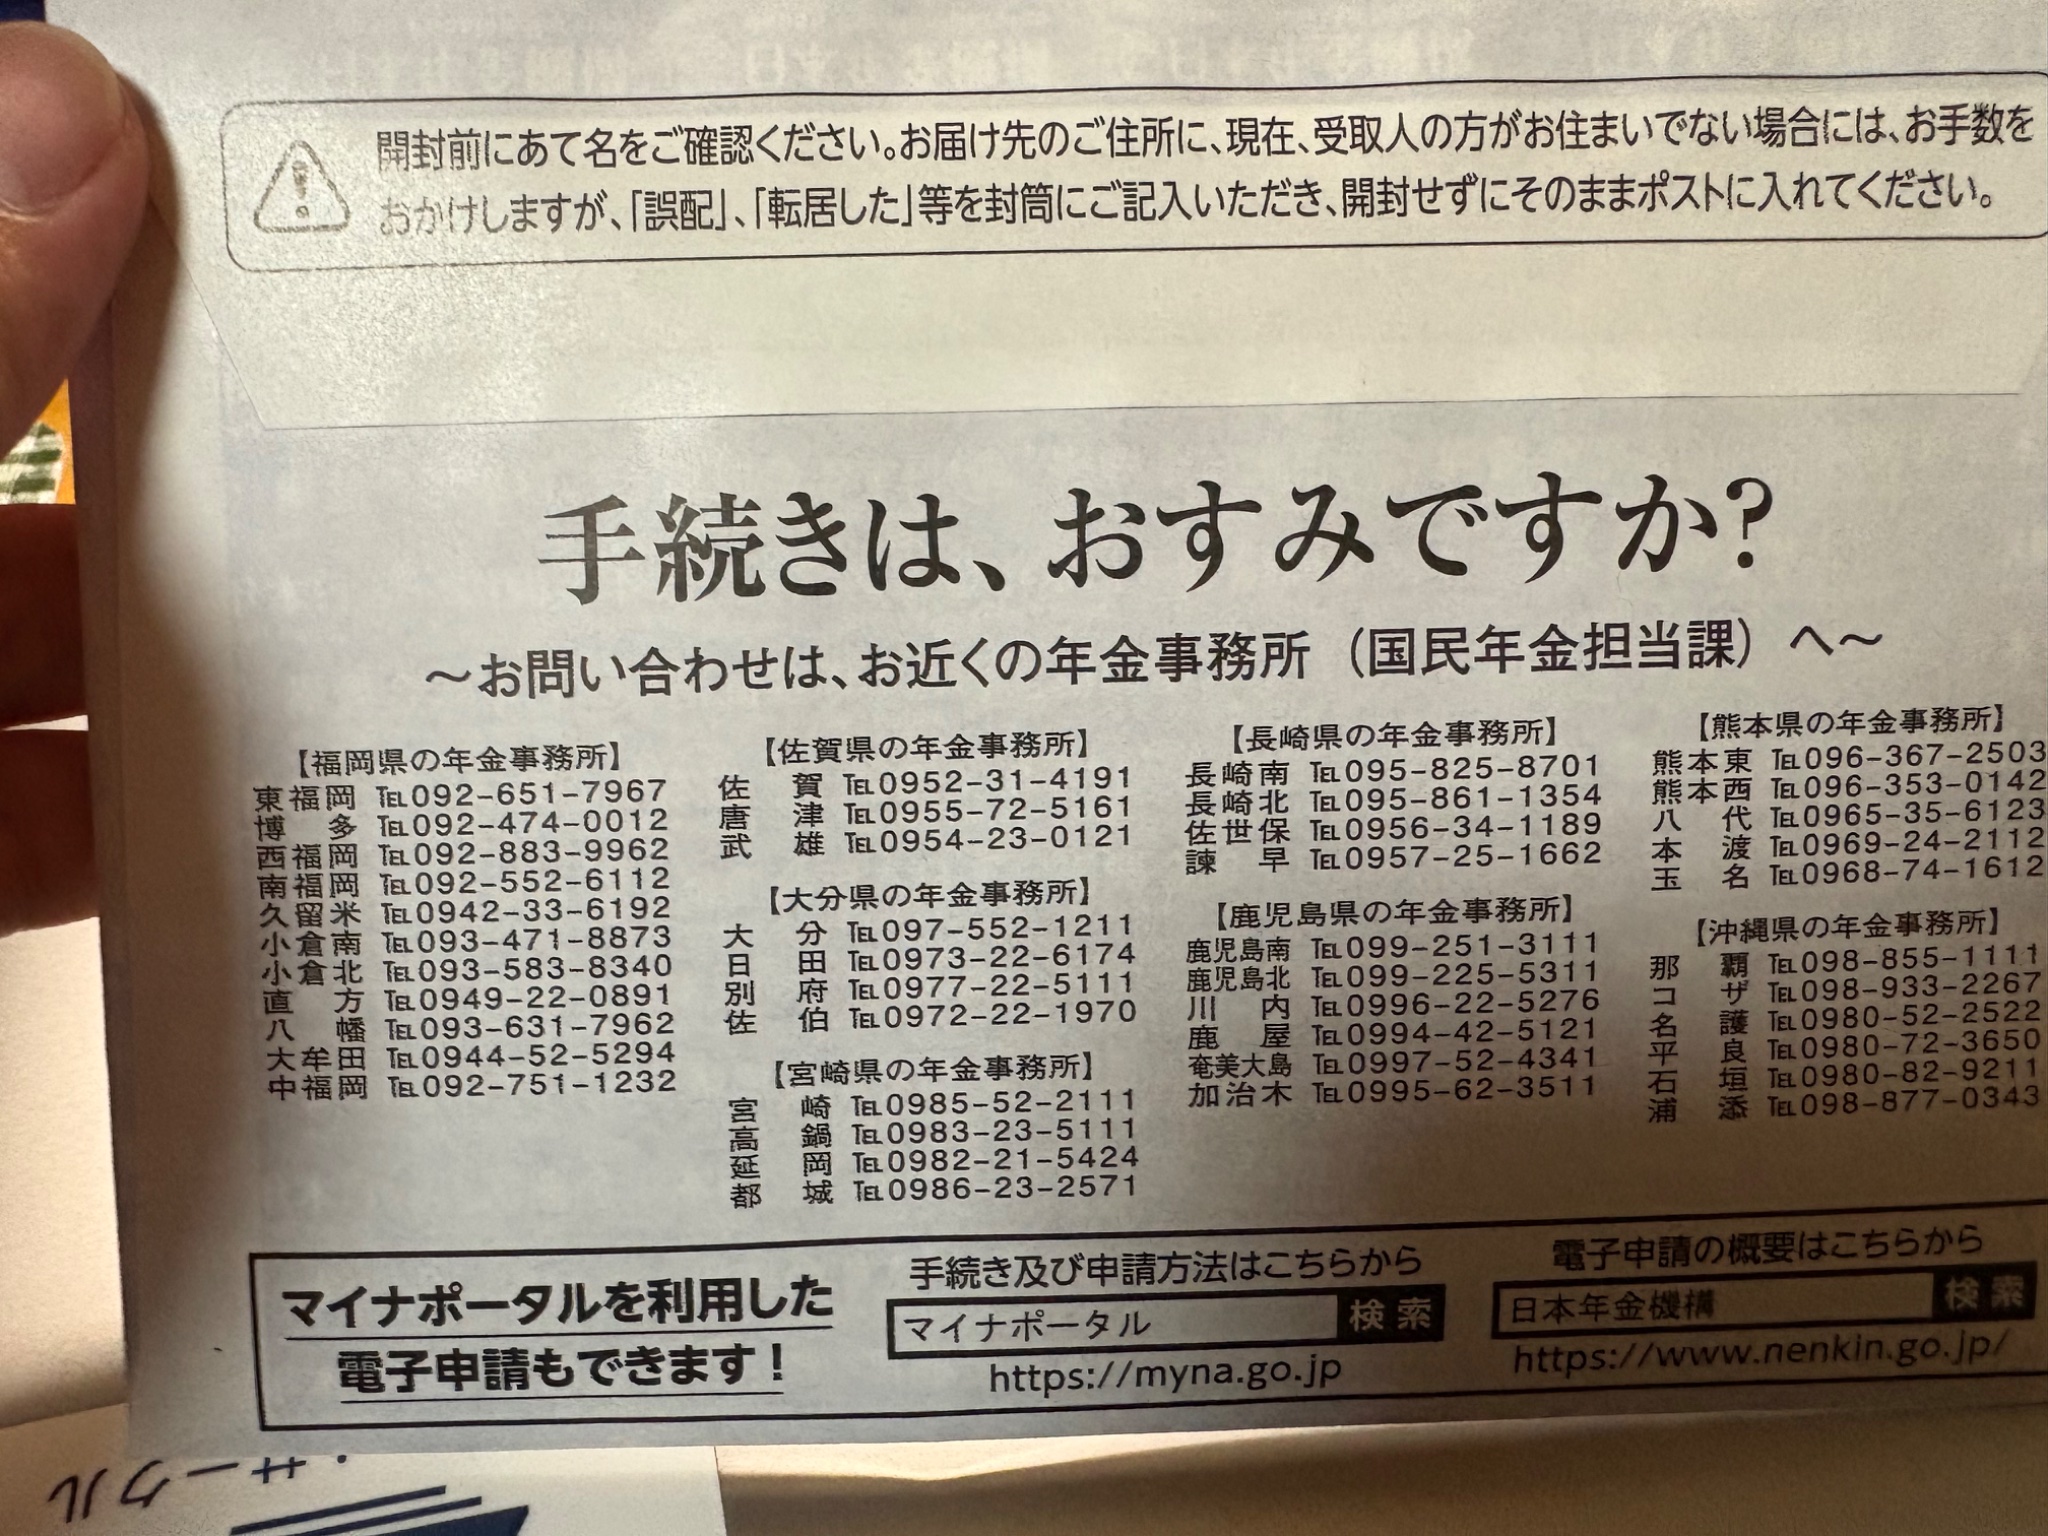 開封前にあて名をご確認ください。お届け先のご住所に、現在、受取人の方がお住まいでない場合には、お手数を
おかけしますが、「誤配」、「転居した」等を封筒にご記入いただき、開封せずにそのままポストに入れてください。
手続きは、おすみですか?
～お問い合わせは、お近くの年金事務所（国民年金担当課）へ～
【福岡県の年金事務所】
東福岡 ℡092-651-7967
博多 ℡092-474-0012
西福岡 ℡092-883-9962
南福岡 ℡092-552-6112
久留米 ℡0942-33-6192
小倉南 ℡093-471-8873
小倉北 ℡093-583-8340
直方 ℡0949-22-0891
八幡 ℡093-631-7962
大牟田 ℡0944-52-5294
中福岡 ℡092-751-1232
【佐賀県の年金事務所】
佐賀 ℡0952-31-4191
唐津 ℡0955-72-5161
武雄 ℡0954-23-0121
【大分県の年金事務所】
大分 ℡097-552-1211
日田 ℡0973-22-6174
別府 ℡0977-22-5111
佐伯 ℡0972-22-1970
【宮崎県の年金事務所】
宮崎 ℡0985-52-2111
高鍋 ℡0983-23-5111
延岡 ℡0982-21-5424
都城 ℡0986-23-2571
【長崎県の年金事務所】
長崎南 ℡095-825-8701
長崎北 ℡095-861-1354
佐世保 ℡0956-34-1189
諫早 ℡0957-25-1662
【鹿児島県の年金事務所】
鹿児島南 ℡099-251-3111
鹿児島北 ℡099-225-5311
川内 ℡0996-22-5276
鹿屋 ℡0994-42-5121
奄美大島 ℡0997-52-4341
加治木 ℡0995-62-3511
【熊本県の年金事務所】
熊本東 ℡096-367-2503
熊本西 ℡096-353-0142
八代 ℡0965-35-6123
本渡 ℡0969-24-2112
玉名 ℡0968-74-1612
【沖縄県の年金事務所】
那覇 ℡098-855-1111
コザ ℡098-933-2267
名護 ℡0980-52-2522
平良 ℡0980-72-3650
石垣 ℡0980-82-9211
浦添 ℡098-877-0343
マイナポータルを利用した
電子申請もできます！
手続き及び申請方法はこちらから
マイナポータル 検索
https://myna.go.jp
電子申請の概要はこちらから
日本年金機構 検索
https://www.nenkin.go.jp/
サークル